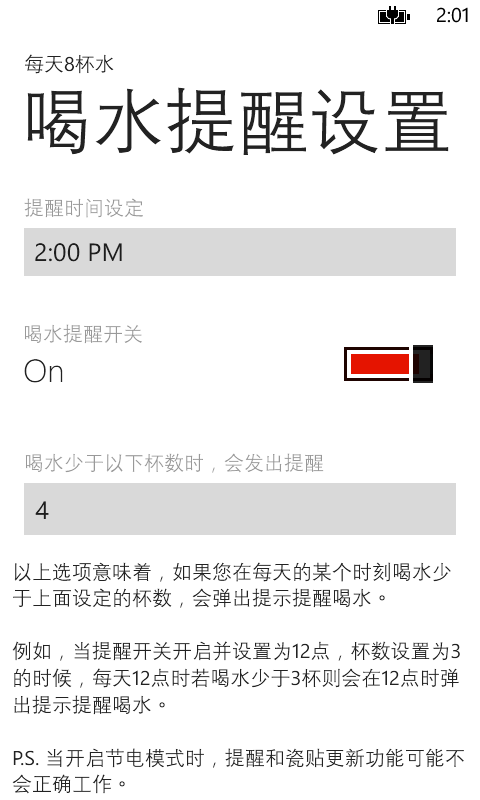 2:01
每天8杯水
喝水提醒设置
提醒时间设定
2:00 PM
喝水提醒开关
On
喝水少于以下杯数时，会发出提醒
4
以上选项意味着，如果您在每天的某个时刻喝水少
于上面设定的杯数，会弹出提示提醒喝水。
例如，当提醒开关开启并设置为12点，杯数设置为3
的时候，每天12点时若喝水少于3杯则会在12点时弹
出提示提醒喝水。
P.S. 当开启节电模式时，提醒和瓷贴更新功能可能不
会正确工作。